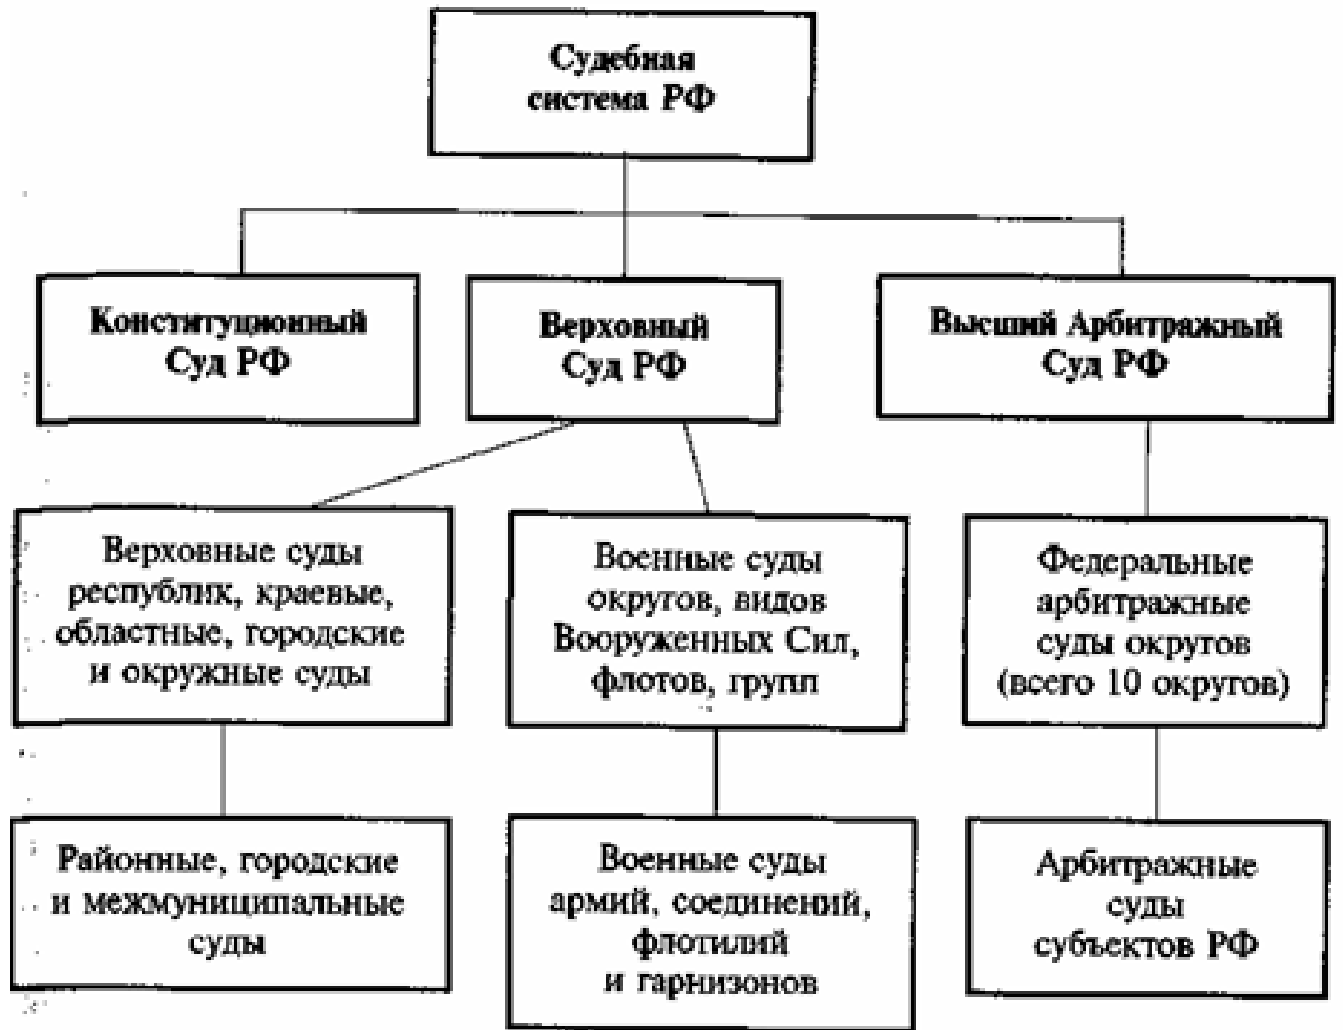 Судебная
система РФ
Конституционный
Суд РФ
Верховный
Суд РФ
Высший Арбитражный
Суд РФ
Верховные суды
республик, краевые,
областные, городские
и окружные суды
Военные суды
округов, видов
Вооруженных Сил,
флотов, групп
Федеральные
арбитражные
суды округов
(всего 10 округов)
Районные, городские
и межмуниципальные
суды
Военные суды
армий, соединений,
флотилий
и гарнизонов
Арбитражные
суды
субъектов РФ